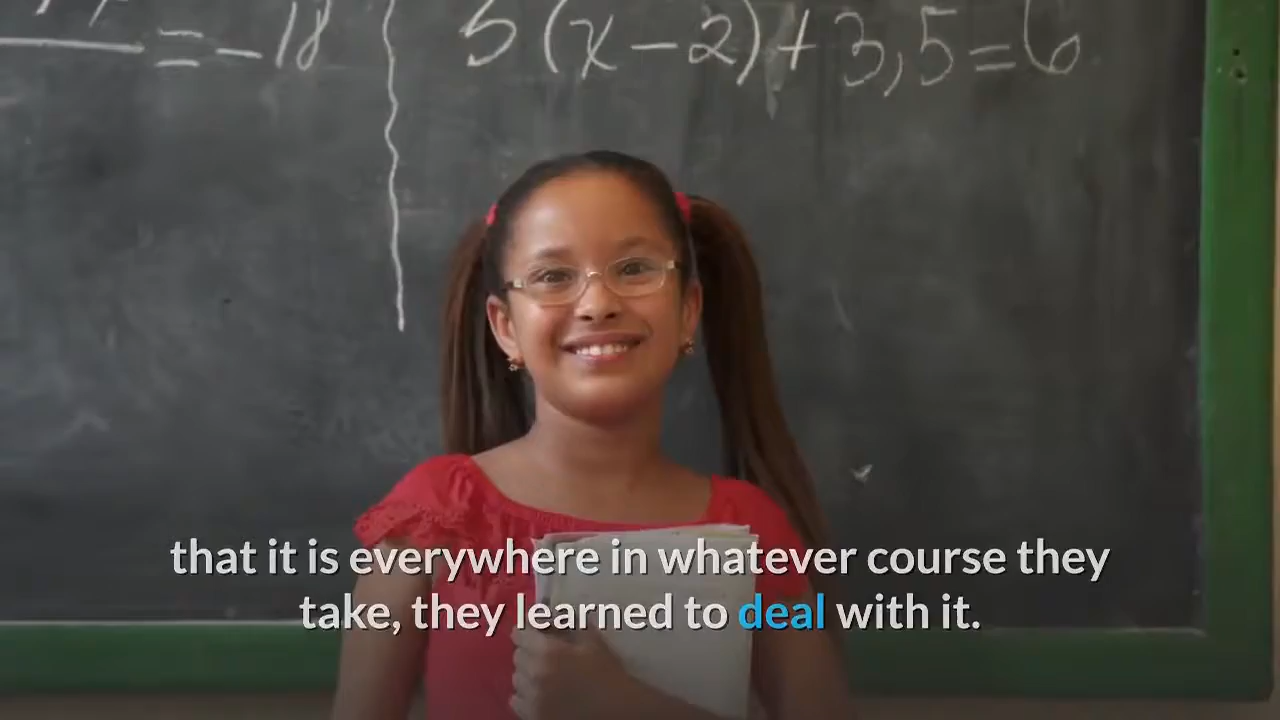 = -18
5(x-2)+3,5=6
that it is everywhere in whatever course they
take, they learned to deal with it.